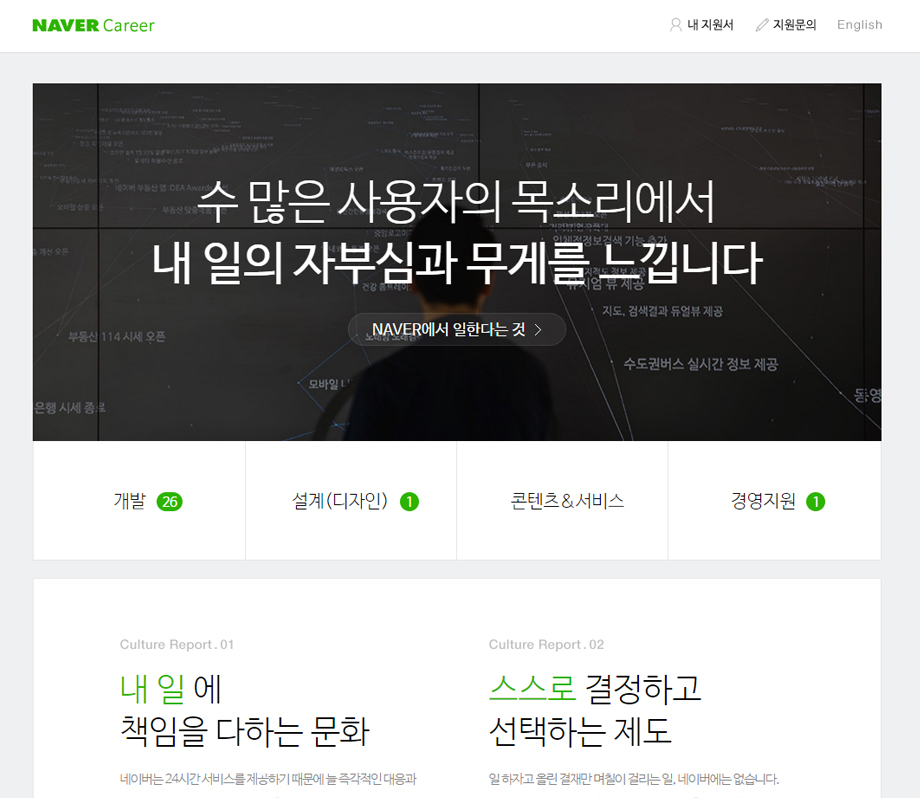 NAVER Career
내 지원서
지원문의
English
수 많은 사용자의 목소리에서
내 일의 자부심과 무게를 느낍니다
NAVER에서 일한다는 것
부동산 114 시세 오픈
은행 시세 종료
지도, 검색결과 듀얼뷰 제공
수도권버스 실시간 정보 제공
개발 26
설계(디자인) 1
콘텐츠&서비스
경영지원 1
Culture Report. 01
내 일 에
책임을 다하는 문화
네이버는 24시간 서비스를 제공하기 때문에 늘 즉각적인 대응과
Culture Report. 02
스스로 결정하고
선택하는 제도
일 하자고 올린 결재만 며칠이 걸리는 일, 네이버에는 없습니다.